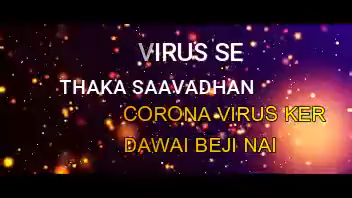 VIRUS SE
THAKA SAAVADHAN
CORONA VIRUS KER
DAWAI BEJI NAI